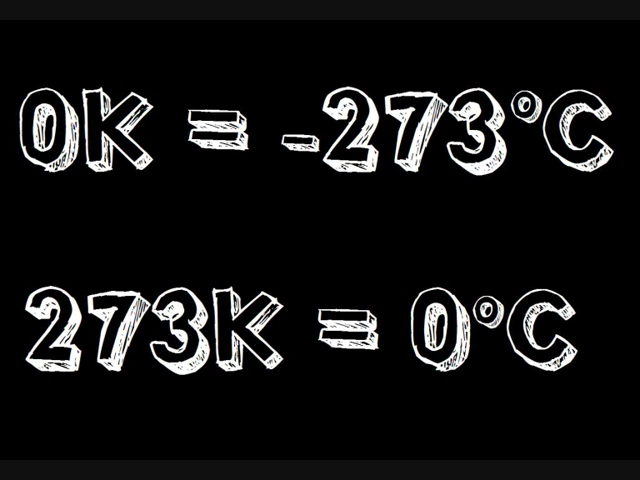 0K = -273°C
273K = 0°C